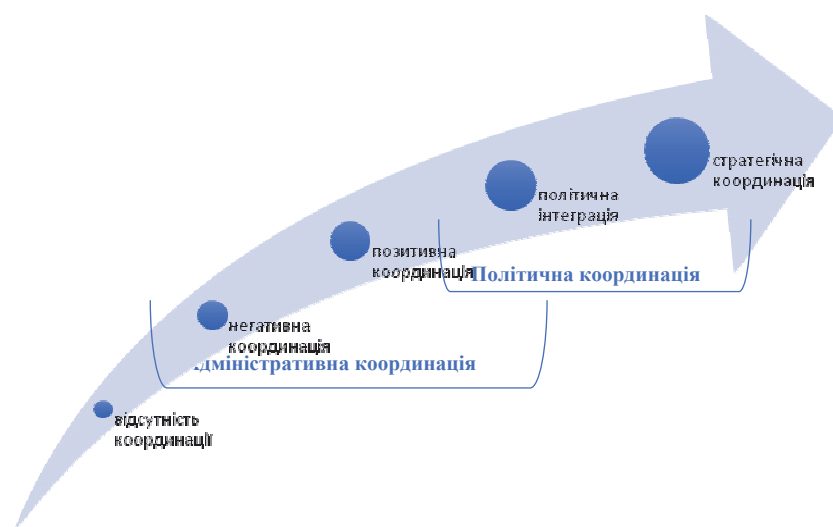 стратегічна
координація
політична
інтеграція
позитивна
координація
Політична координація
негативна
координація
дміністративна координація
відсутність
координації